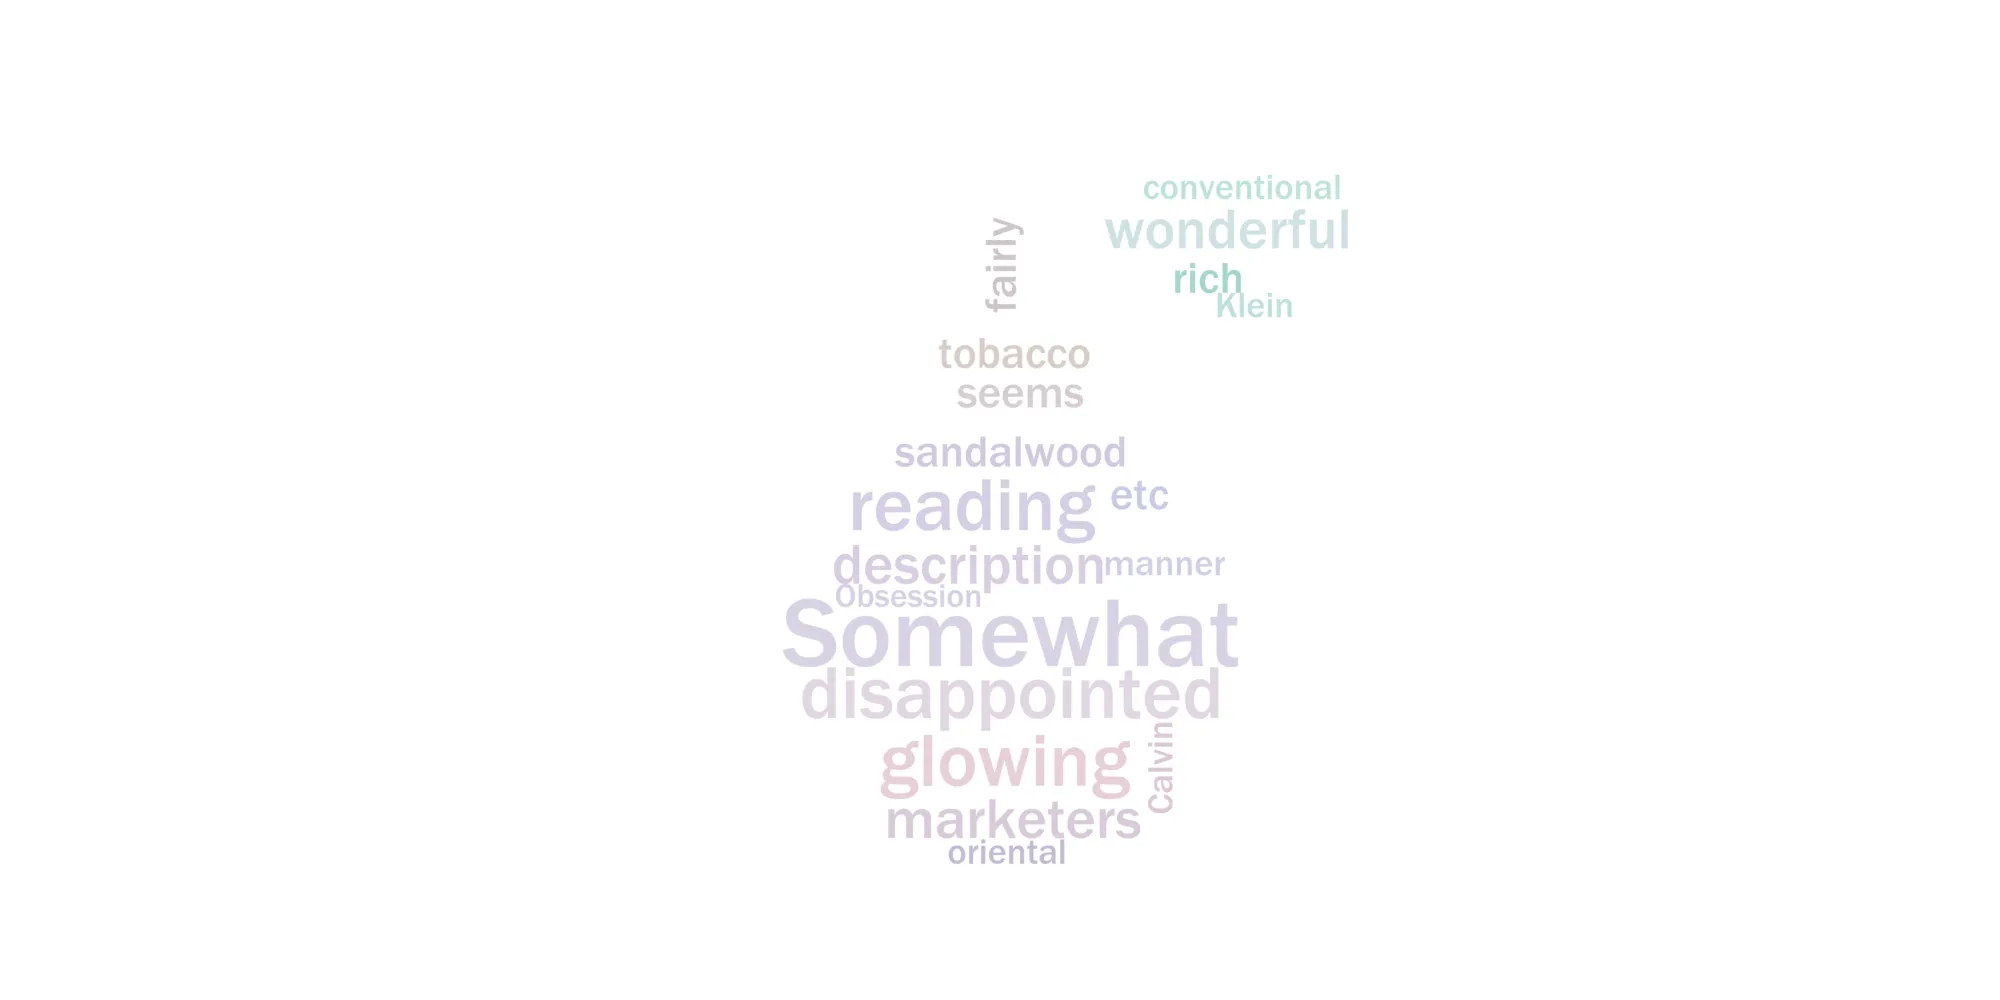 conventional
wonderful
fairly
rich
Klein
tobacco
seems
sandalwood
reading etc
description manner
Obsession
Somewhat
disappointed
glowing
Calvin
marketers
oriental